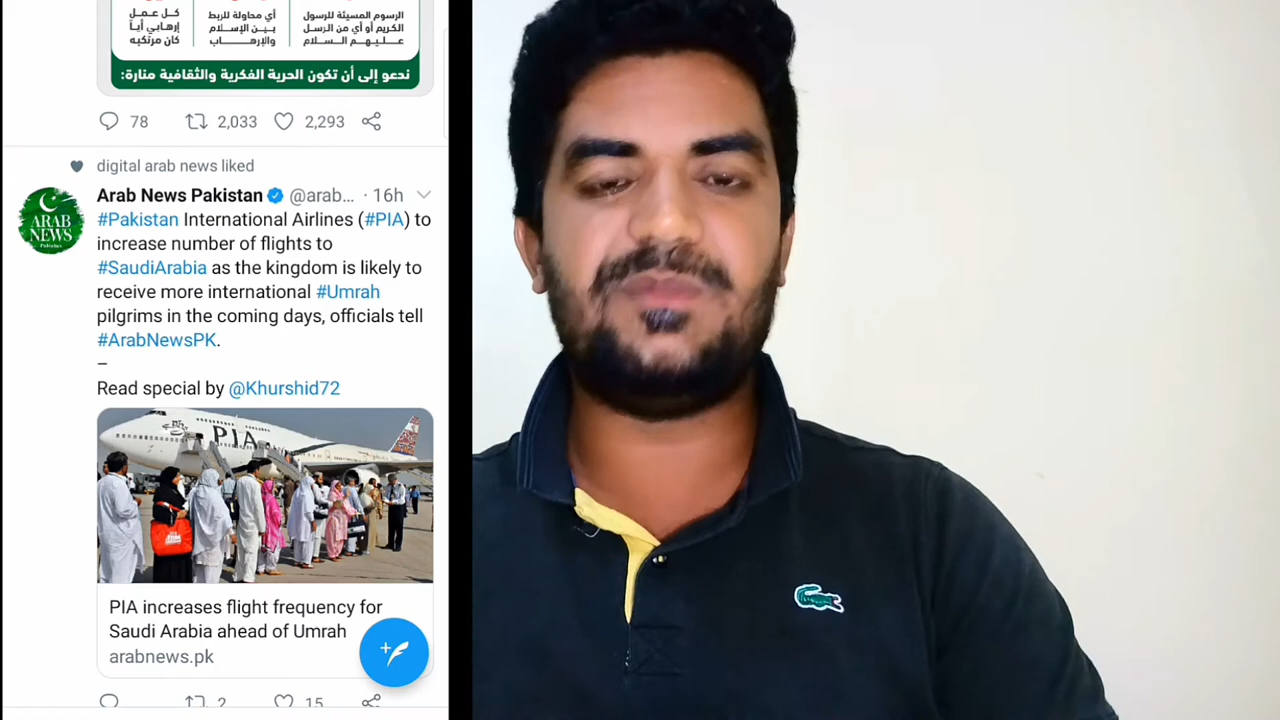 كل عمل
إرهابي أياً
كان مرتكبه
أي محاولة للربط
بين الإسلام
والإرهاب
الرسوم المسيئة للرسول
الكريم أو أي من الرسل
عليهم السلام
ندعو إلى أن تكون الحرية الفكرية والثقافية منارة:
78 2,033 2,293
digital arab news liked
Arab News Pakistan @arab... · 16h
ARAB
NEWS
Pakistan
#Pakistan International Airlines (#PIA) to
increase number of flights to
#SaudiArabia as the kingdom is likely to
receive more international #Umrah
pilgrims in the coming days, officials tell
#ArabNewsPK.
–
Read special by @Khurshid72
PIA
PIA increases flight frequency for
Saudi Arabia ahead of Umrah
arabnews.pk
2 15